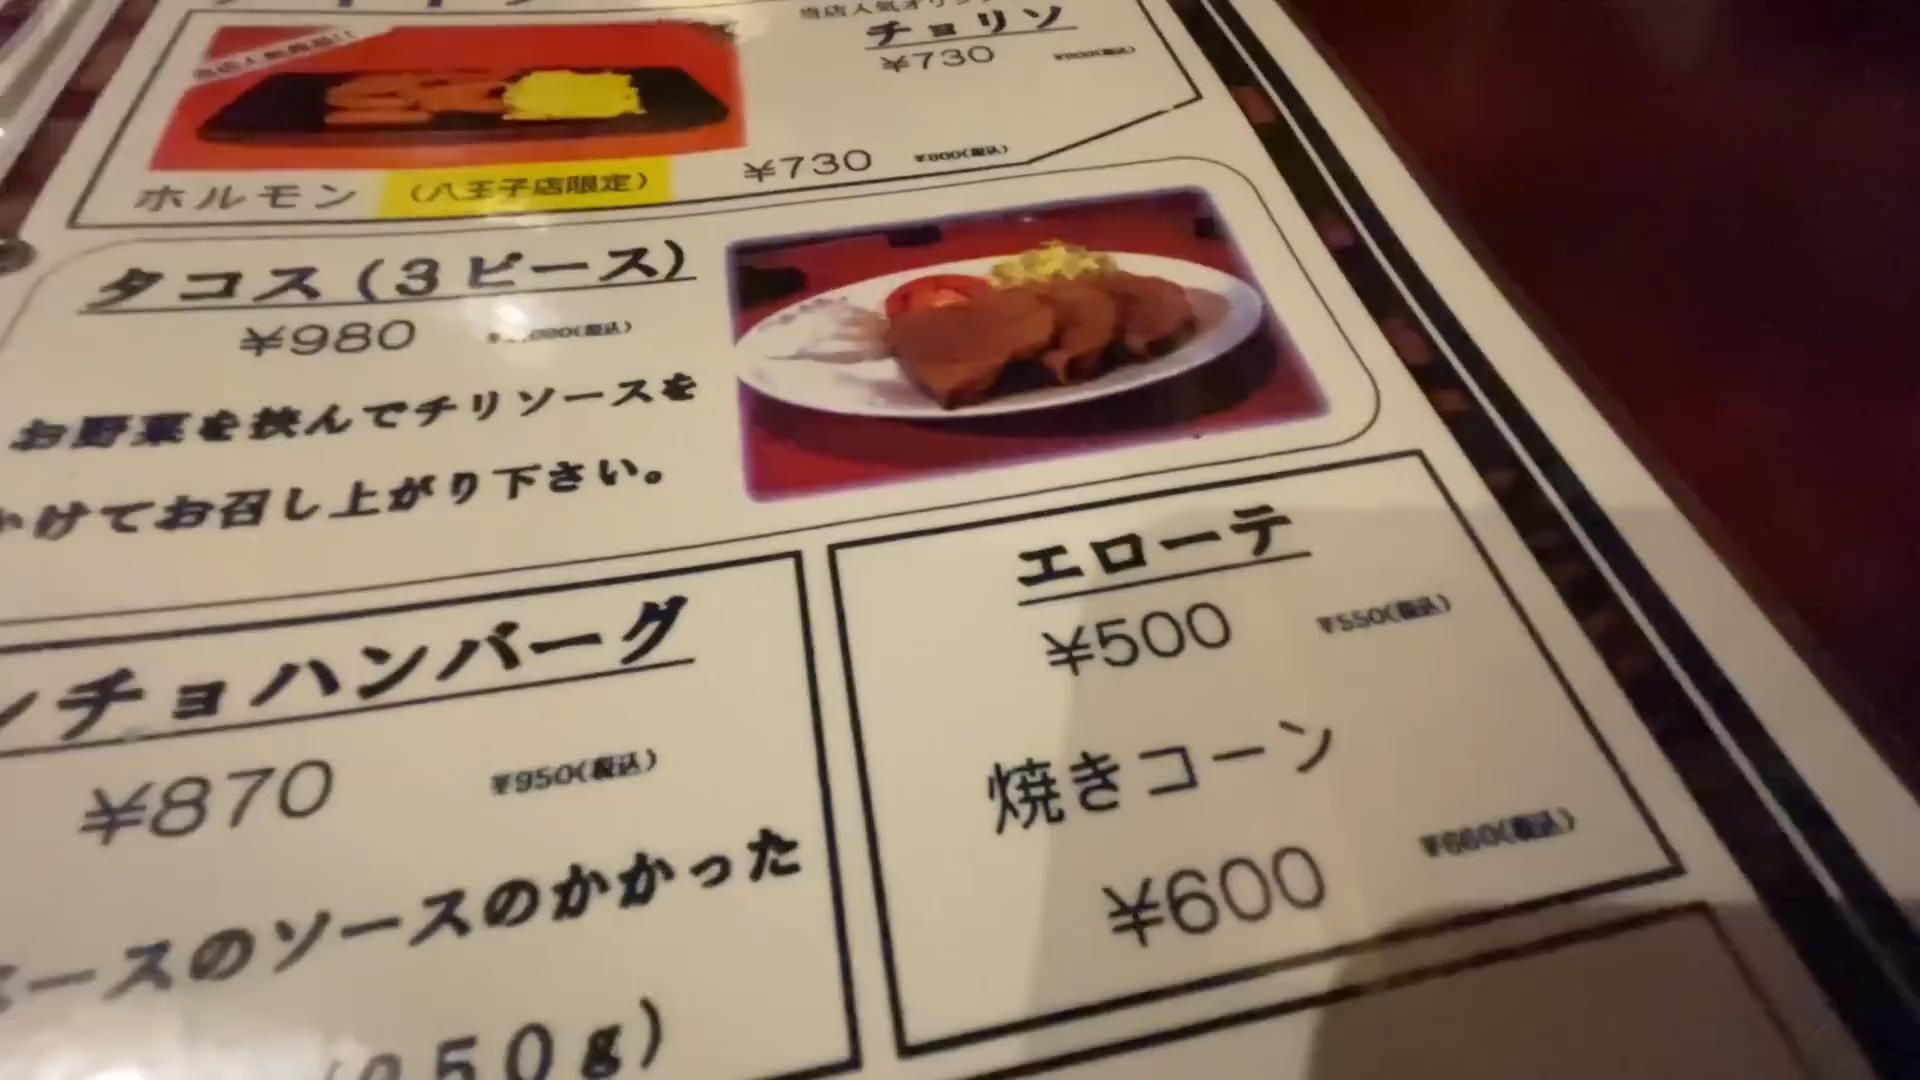 チョリソ
¥730
ホルモン（八王子店限定） ¥730 ¥800(税込)
タコス（3ピース）
¥980
お野菜を挟んでチリソースを
かけてお召し上がり下さい。
チョハンバーグ
¥870 ¥950(税込)
ースのソースのかかった
エローテ
¥500 ¥550(税込)
焼きコーン
¥600 ¥660(税込)